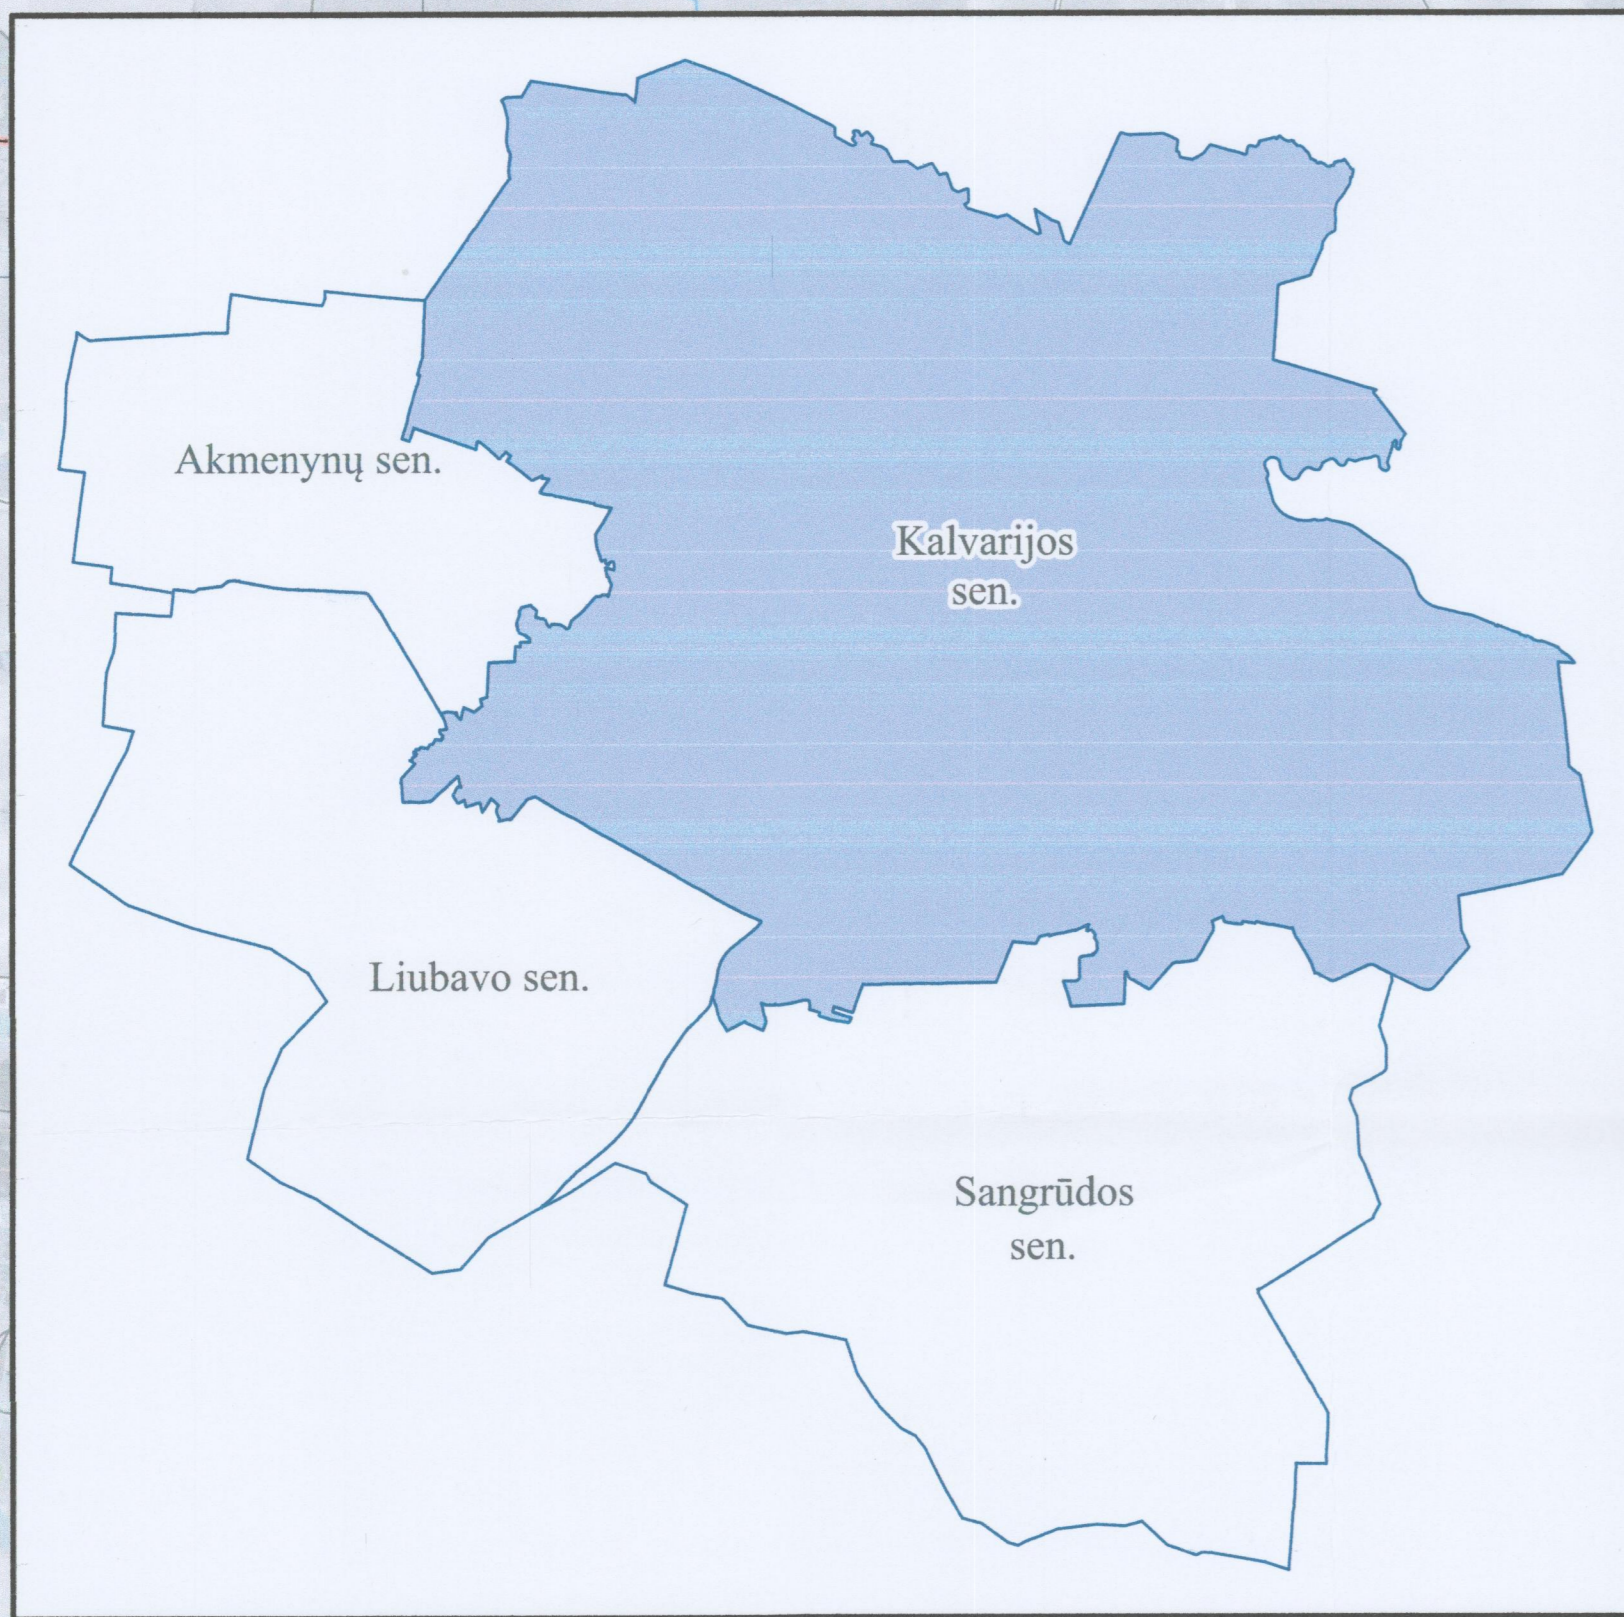 Akmenynų sen.
Kalvarijos
sen.
Liubavo sen.
Sangrūdos
sen.